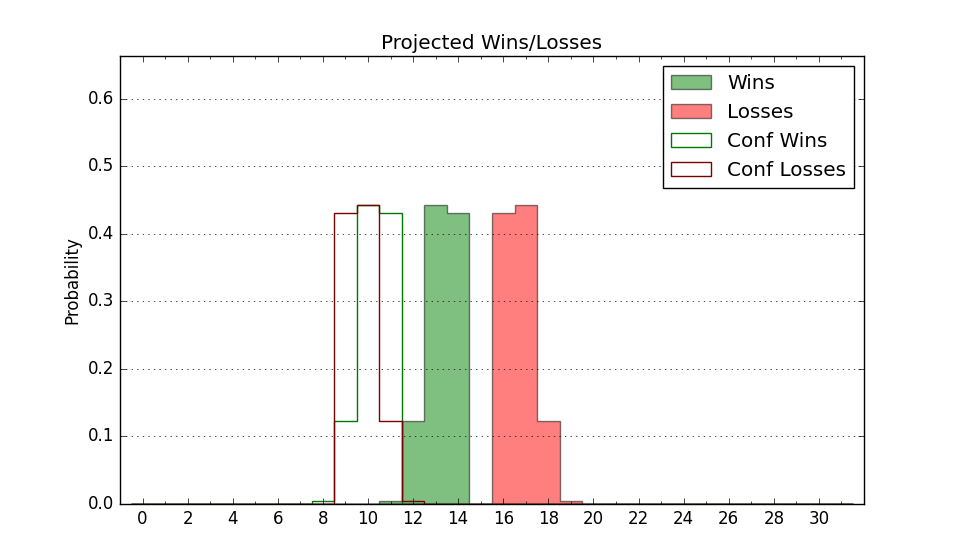 Projected Wins/Losses
Wins
Losses
Conf Wins
Conf Losses
Probability
0.6
0.5
0.4
0.3
0.2
0.1
0.0
0 2 4 6 8 10 12 14 16 18 20 22 24 26 28 30